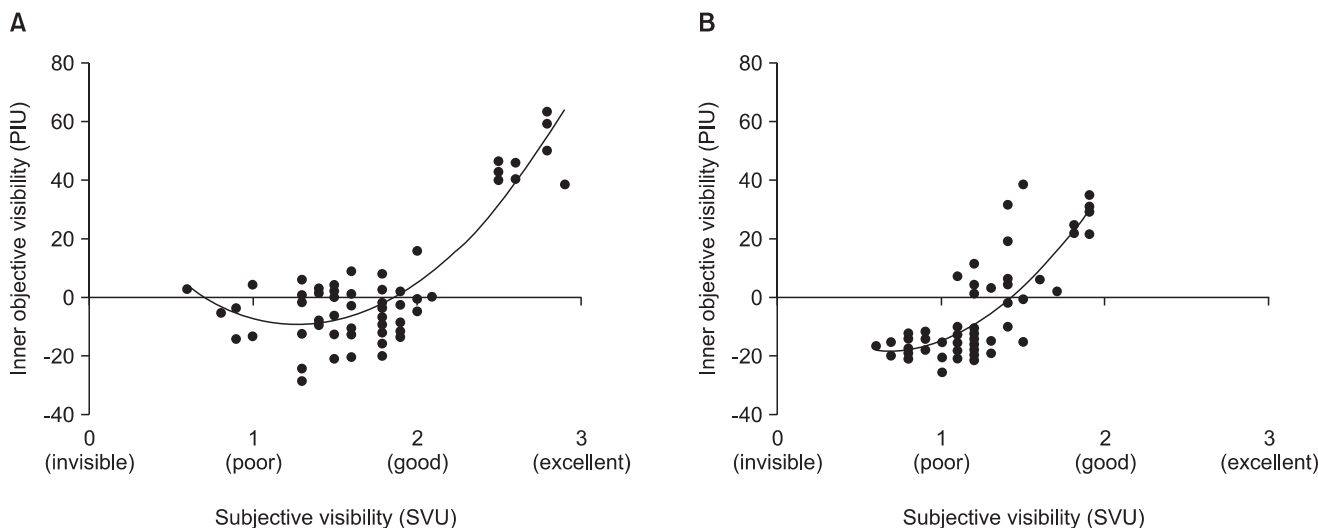 A
80
60
40
20
0
-20
-40
Inner objective visibility (PIU)
0 1 2 3
(invisible) (poor) (good) (excellent)
Subjective visibility (SVU)
B
80
60
40
20
0
-20
-40
Inner objective visibility (PIU)
0 1 2 3
(invisible) (poor) (good) (excellent)
Subjective visibility (SVU)